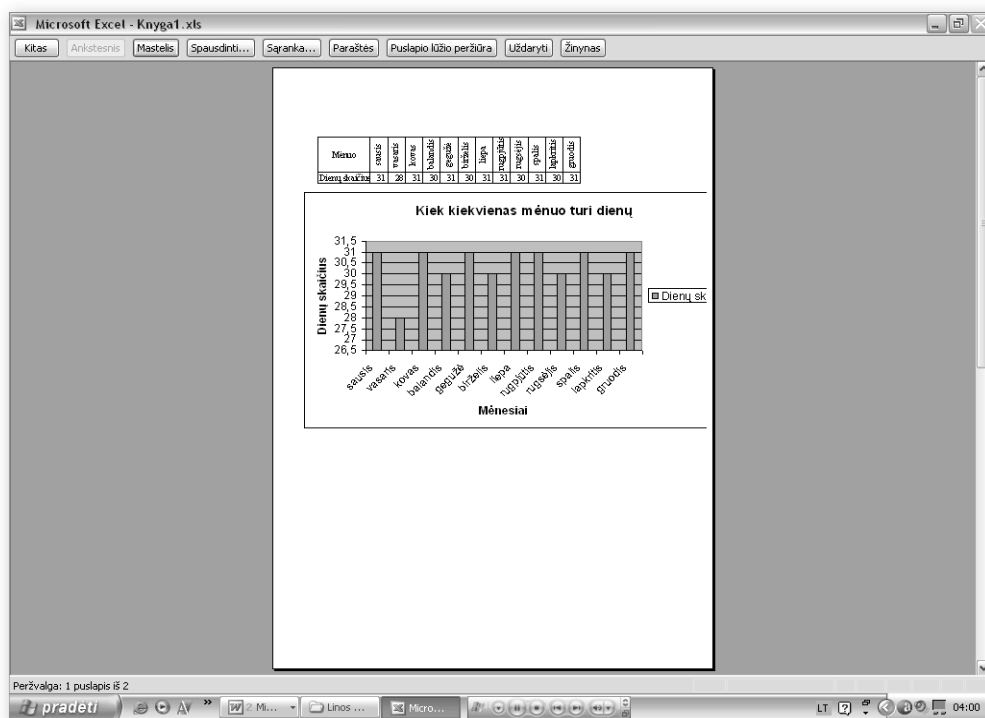 Microsoft Excel - Knyga1.xls
Kitas Ankstesnis Mastelis Spausdinti... Sąranka... Paraštės Puslapio lūžio peržiūra Uždaryti Žinynas
Mėnuo sausis vasaris kovas balandis gegužė birželis liepa rugpjūtis rugsėjis spalis lapkritis gruodis
Dienų skaičius 31 28 31 30 31 30 31 31 30 31 30 31
Kiek kiekvienas mėnuo turi dienų
Dienų skaičius
31,5
31
30,5
30
29,5
29
28,5
28
27,5
27
26,5
Dienų sk
sausis vasaris kovas balandis gegužė birželis liepa rugpjūtis rugsėjis spalis lapkritis gruodis
Mėnesiai
Peržvalga: 1 puslapis iš 2
pradėti » 2 Mi... Linos ... Micro... LT 04:00